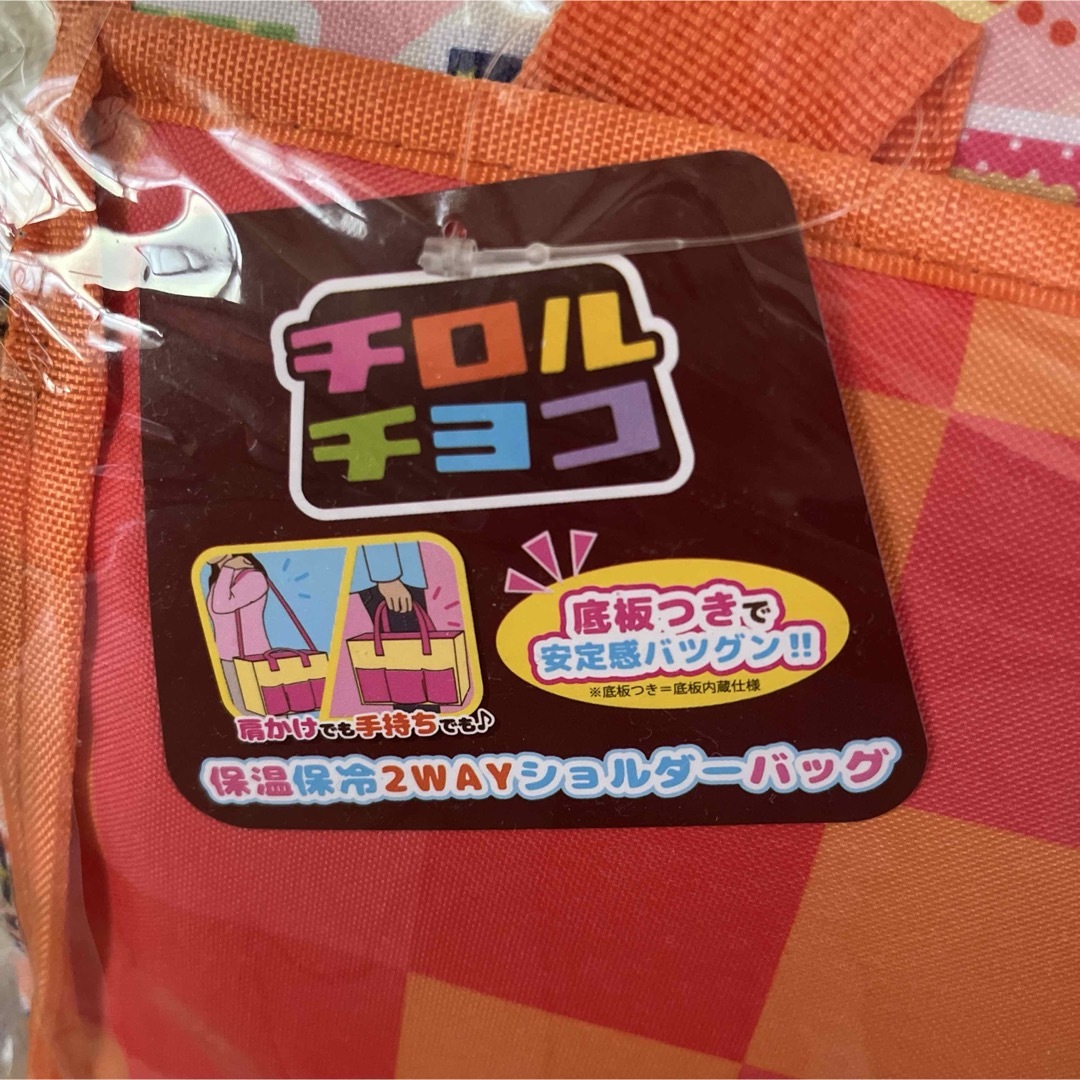 チロル
チョコ
底板つきで
安定感バツグン!!
※底板つき＝底板内蔵仕様
肩かけでも手持ちでも♪
保温保冷2WAYショルダーバッグ